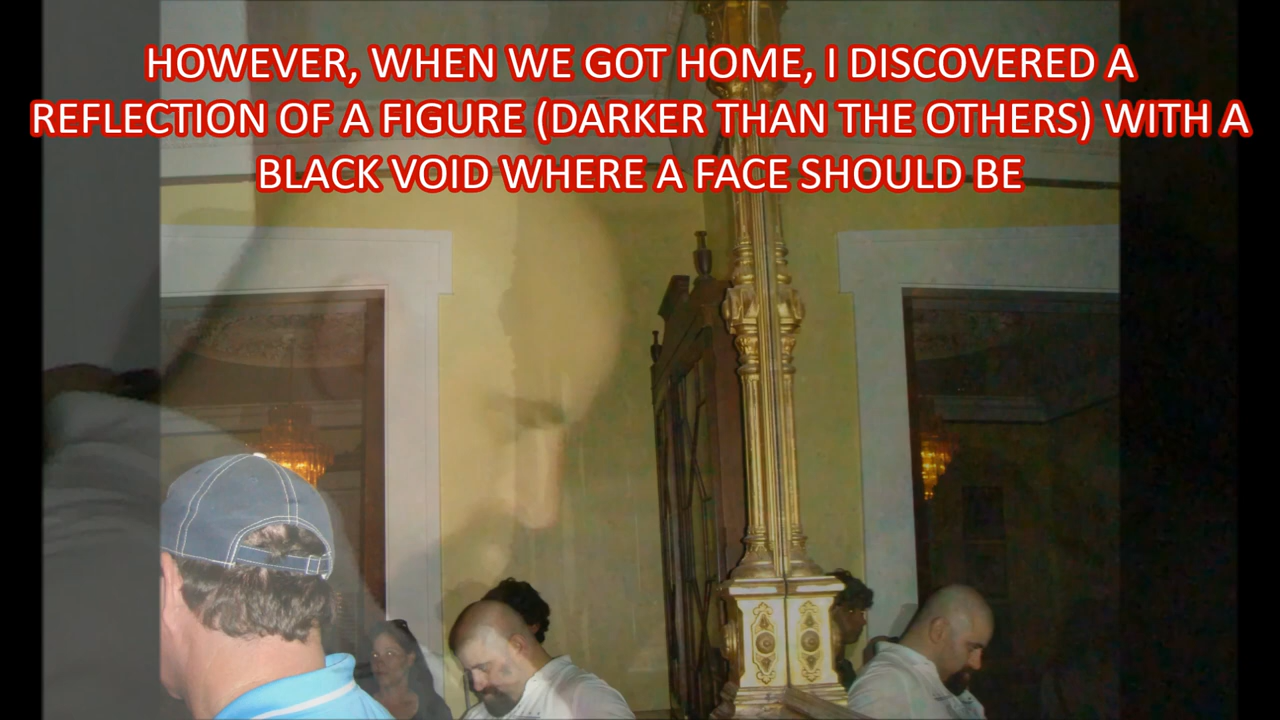 HOWEVER, WHEN WE GOT HOME, I DISCOVERED A
REFLECTION OF A FIGURE (DARKER THAN THE OTHERS) WITH A
BLACK VOID WHERE A FACE SHOULD BE